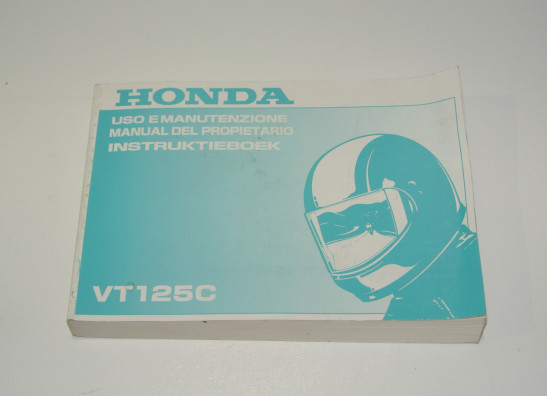 HONDA
USO E MANUTENZIONE
MANUAL DEL PROPIETARIO
INSTRUKTIEBOEK
VT125C